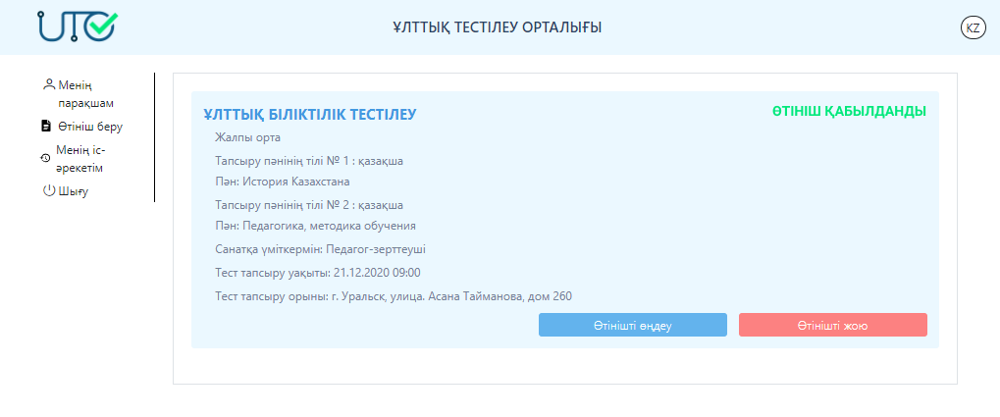 UTO
ҰЛТТЫҚ ТЕСТІЛЕУ ОРТАЛЫҒЫ
KZ
Менің
парақшам
Өтініш беру
Менің іс-
әрекетім
Шығу
ҰЛТТЫҚ БІЛІКТІЛІК ТЕСТІЛЕУ
ӨТІНІШ ҚАБЫЛДАНДЫ
Жалпы орта
Тапсыру пәнінің тілі № 1 : қазақша
Пән: История Казахстана
Тапсыру пәнінің тілі № 2 : қазақша
Пән: Педагогика, методика обучения
Санатқа үміткермін: Педагог-зерттеуші
Тест тапсыру уақыты: 21.12.2020 09:00
Тест тапсыру орыны: г. Уральск, улица. Асана Тайманова, дом 260
Өтінішті өңдеу
Өтінішті жою